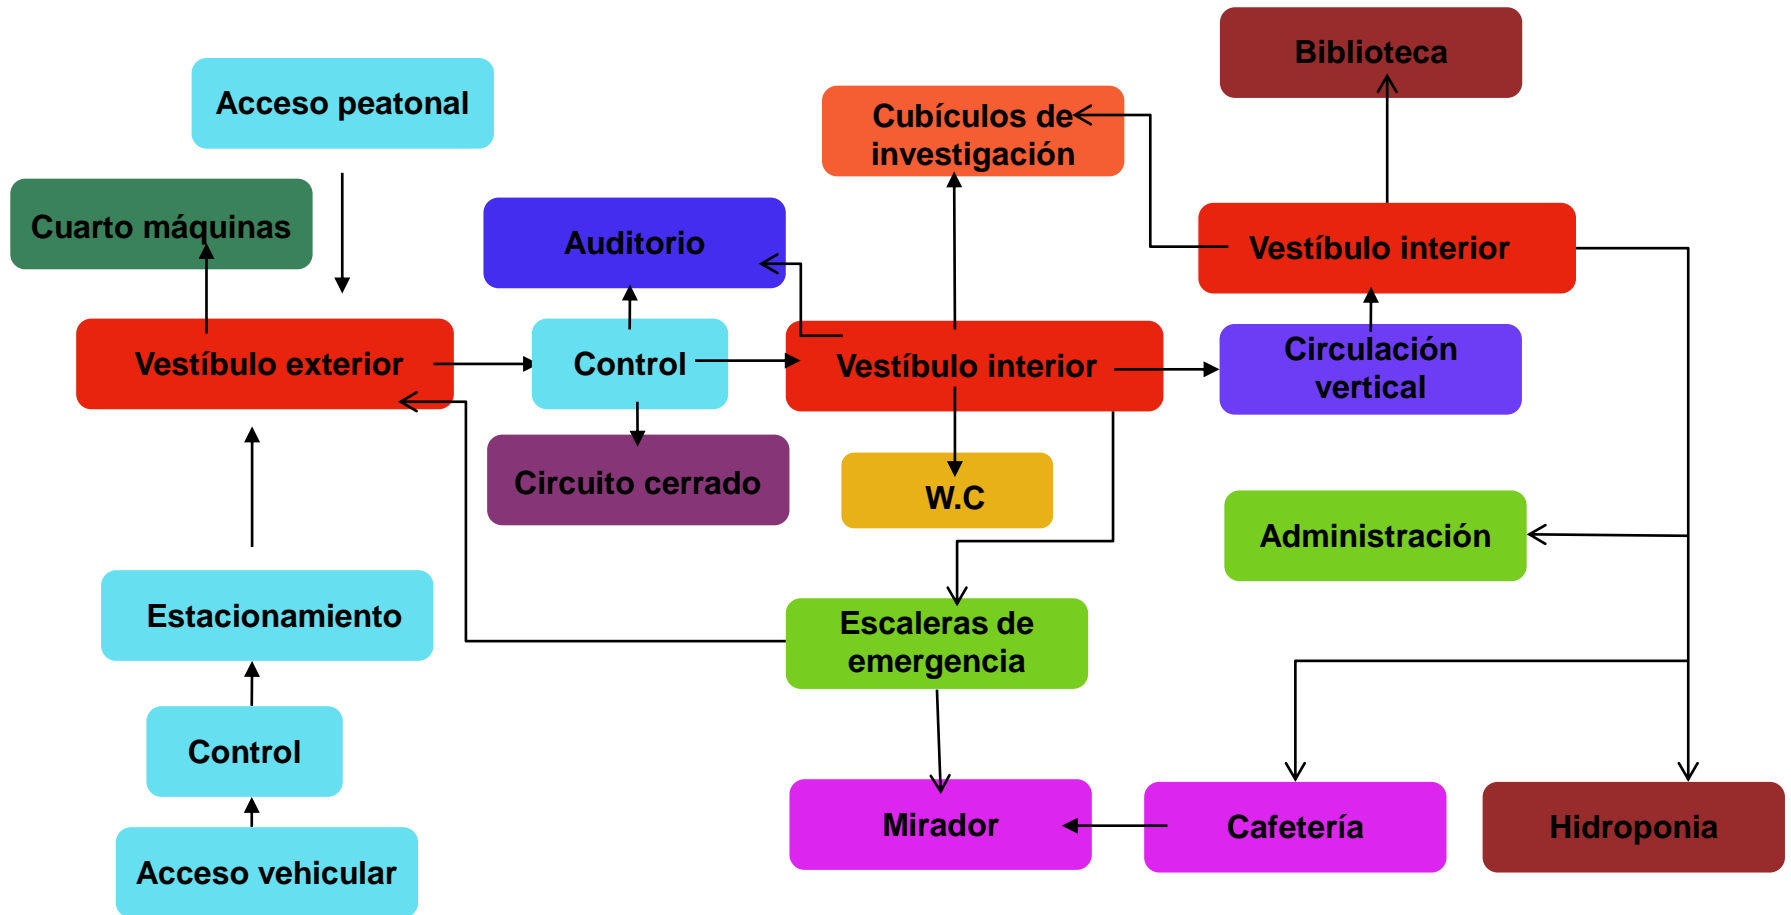 Biblioteca
Acceso peatonal
Cubículos de
investigación
Cuarto máquinas
Auditorio
Vestíbulo interior
Vestíbulo exterior
Control
Vestíbulo interior
Circulación
vertical
Circuito cerrado
W.C
Administración
Estacionamiento
Escaleras de
emergencia
Control
Mirador
Cafetería
Hidroponia
Acceso vehicular